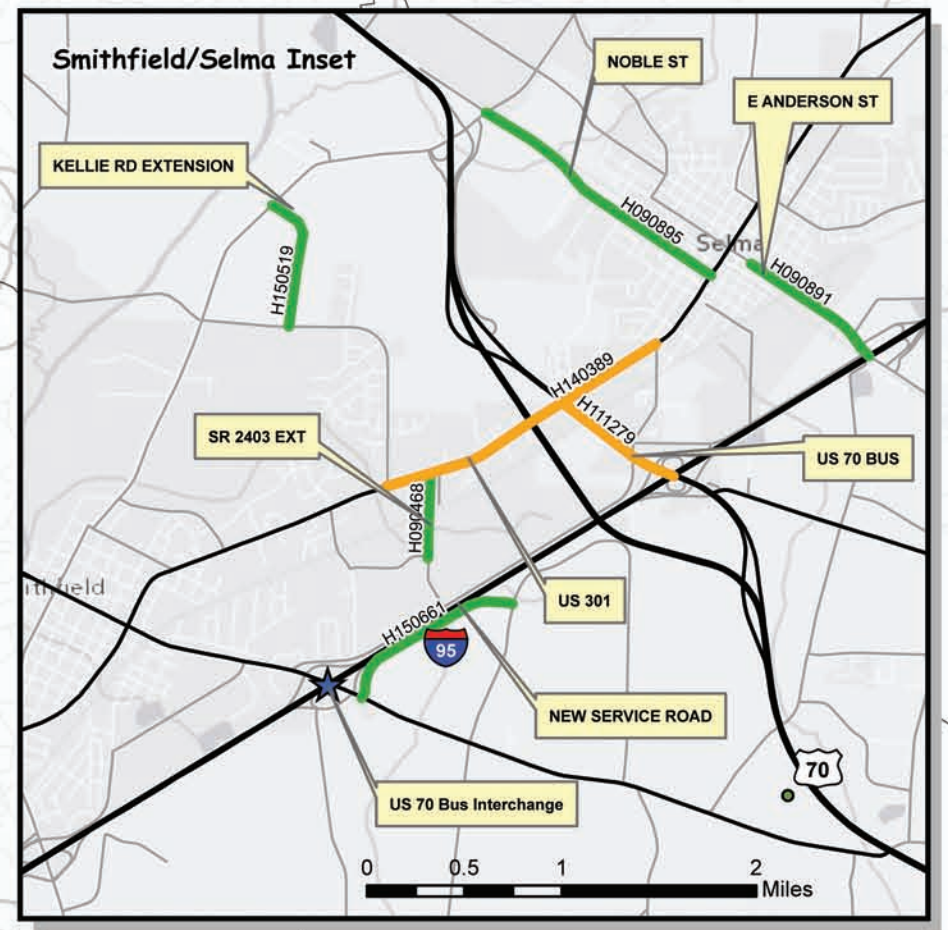 Smithfield/Selma Inset
NOBLE ST
E ANDERSON ST
KELLIE RD EXTENSION
H090895
Selma
H150519
H090891
H140389
H111279
SR 2403 EXT
US 70 BUS
H090468
ithfield
US 301
H150661
95
NEW SERVICE ROAD
70
US 70 Bus Interchange
0 0.5 1 2
Miles